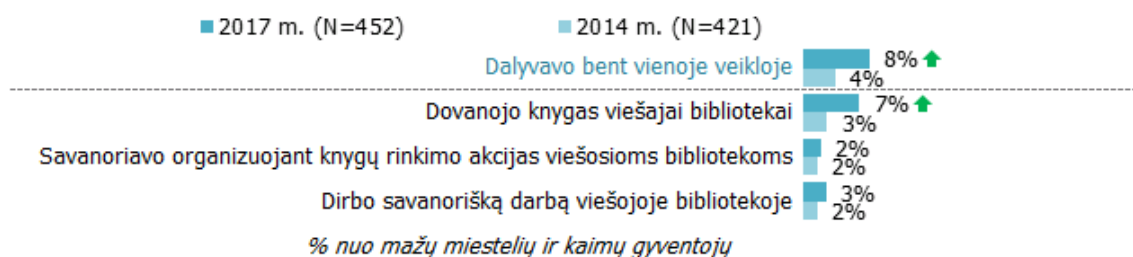 2017 m. (N=452) 2014 m. (N=421)
Dalyvavo bent vienoje veikloje 8%
4%
Dovanojo knygas viešajai bibliotekai 7%
3%
Savanoriavo organizuojant knygų rinkimo akcijas viešosioms bibliotekoms 2%
2%
Dirbo savanorišką darbą viešojoje bibliotekoje 3%
2%
% nuo mažų miestelių ir kaimų gyventojų